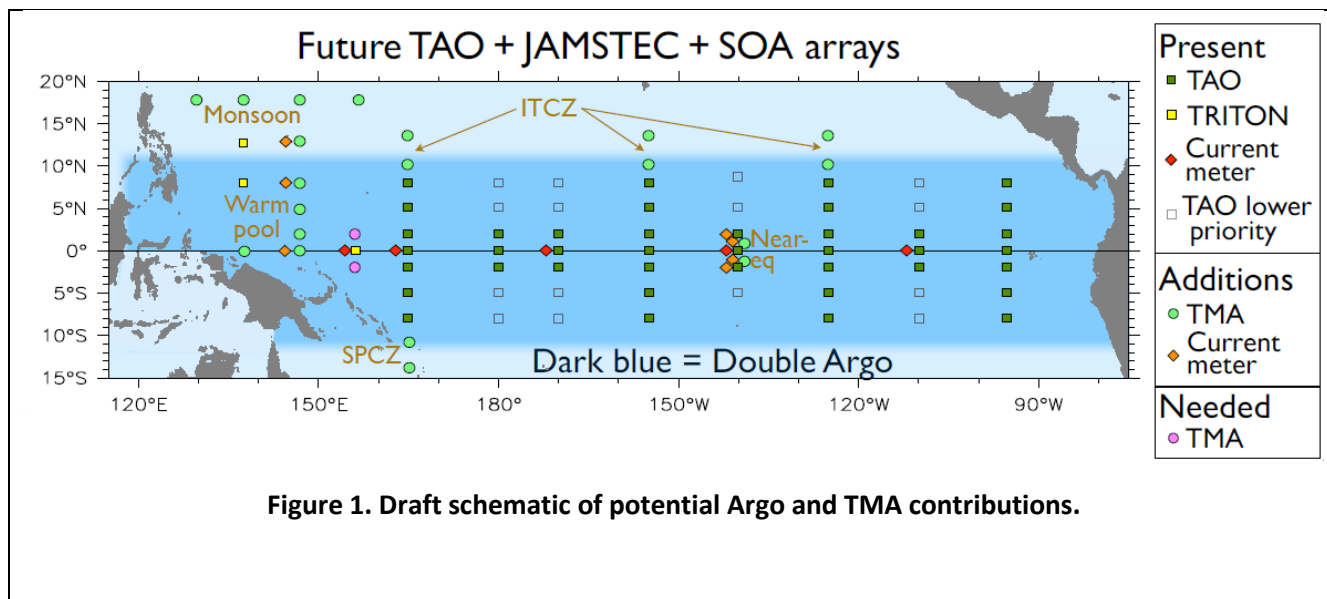 Future TAO + JAMSTEC + SOA arrays
20°N
15°N
10°N
5°N
0°
5°S
10°S
15°S
120°E
150°E
180°
150°W
120°W
90°W
Monsoon
ITCZ
Warm
pool
Near-
eq
SPCZ
Dark blue = Double Argo
Present
TAO
TRITON
Current
meter
TAO lower
priority
Additions
TMA
Current
meter
Needed
TMA
Figure 1. Draft schematic of potential Argo and TMA contributions.